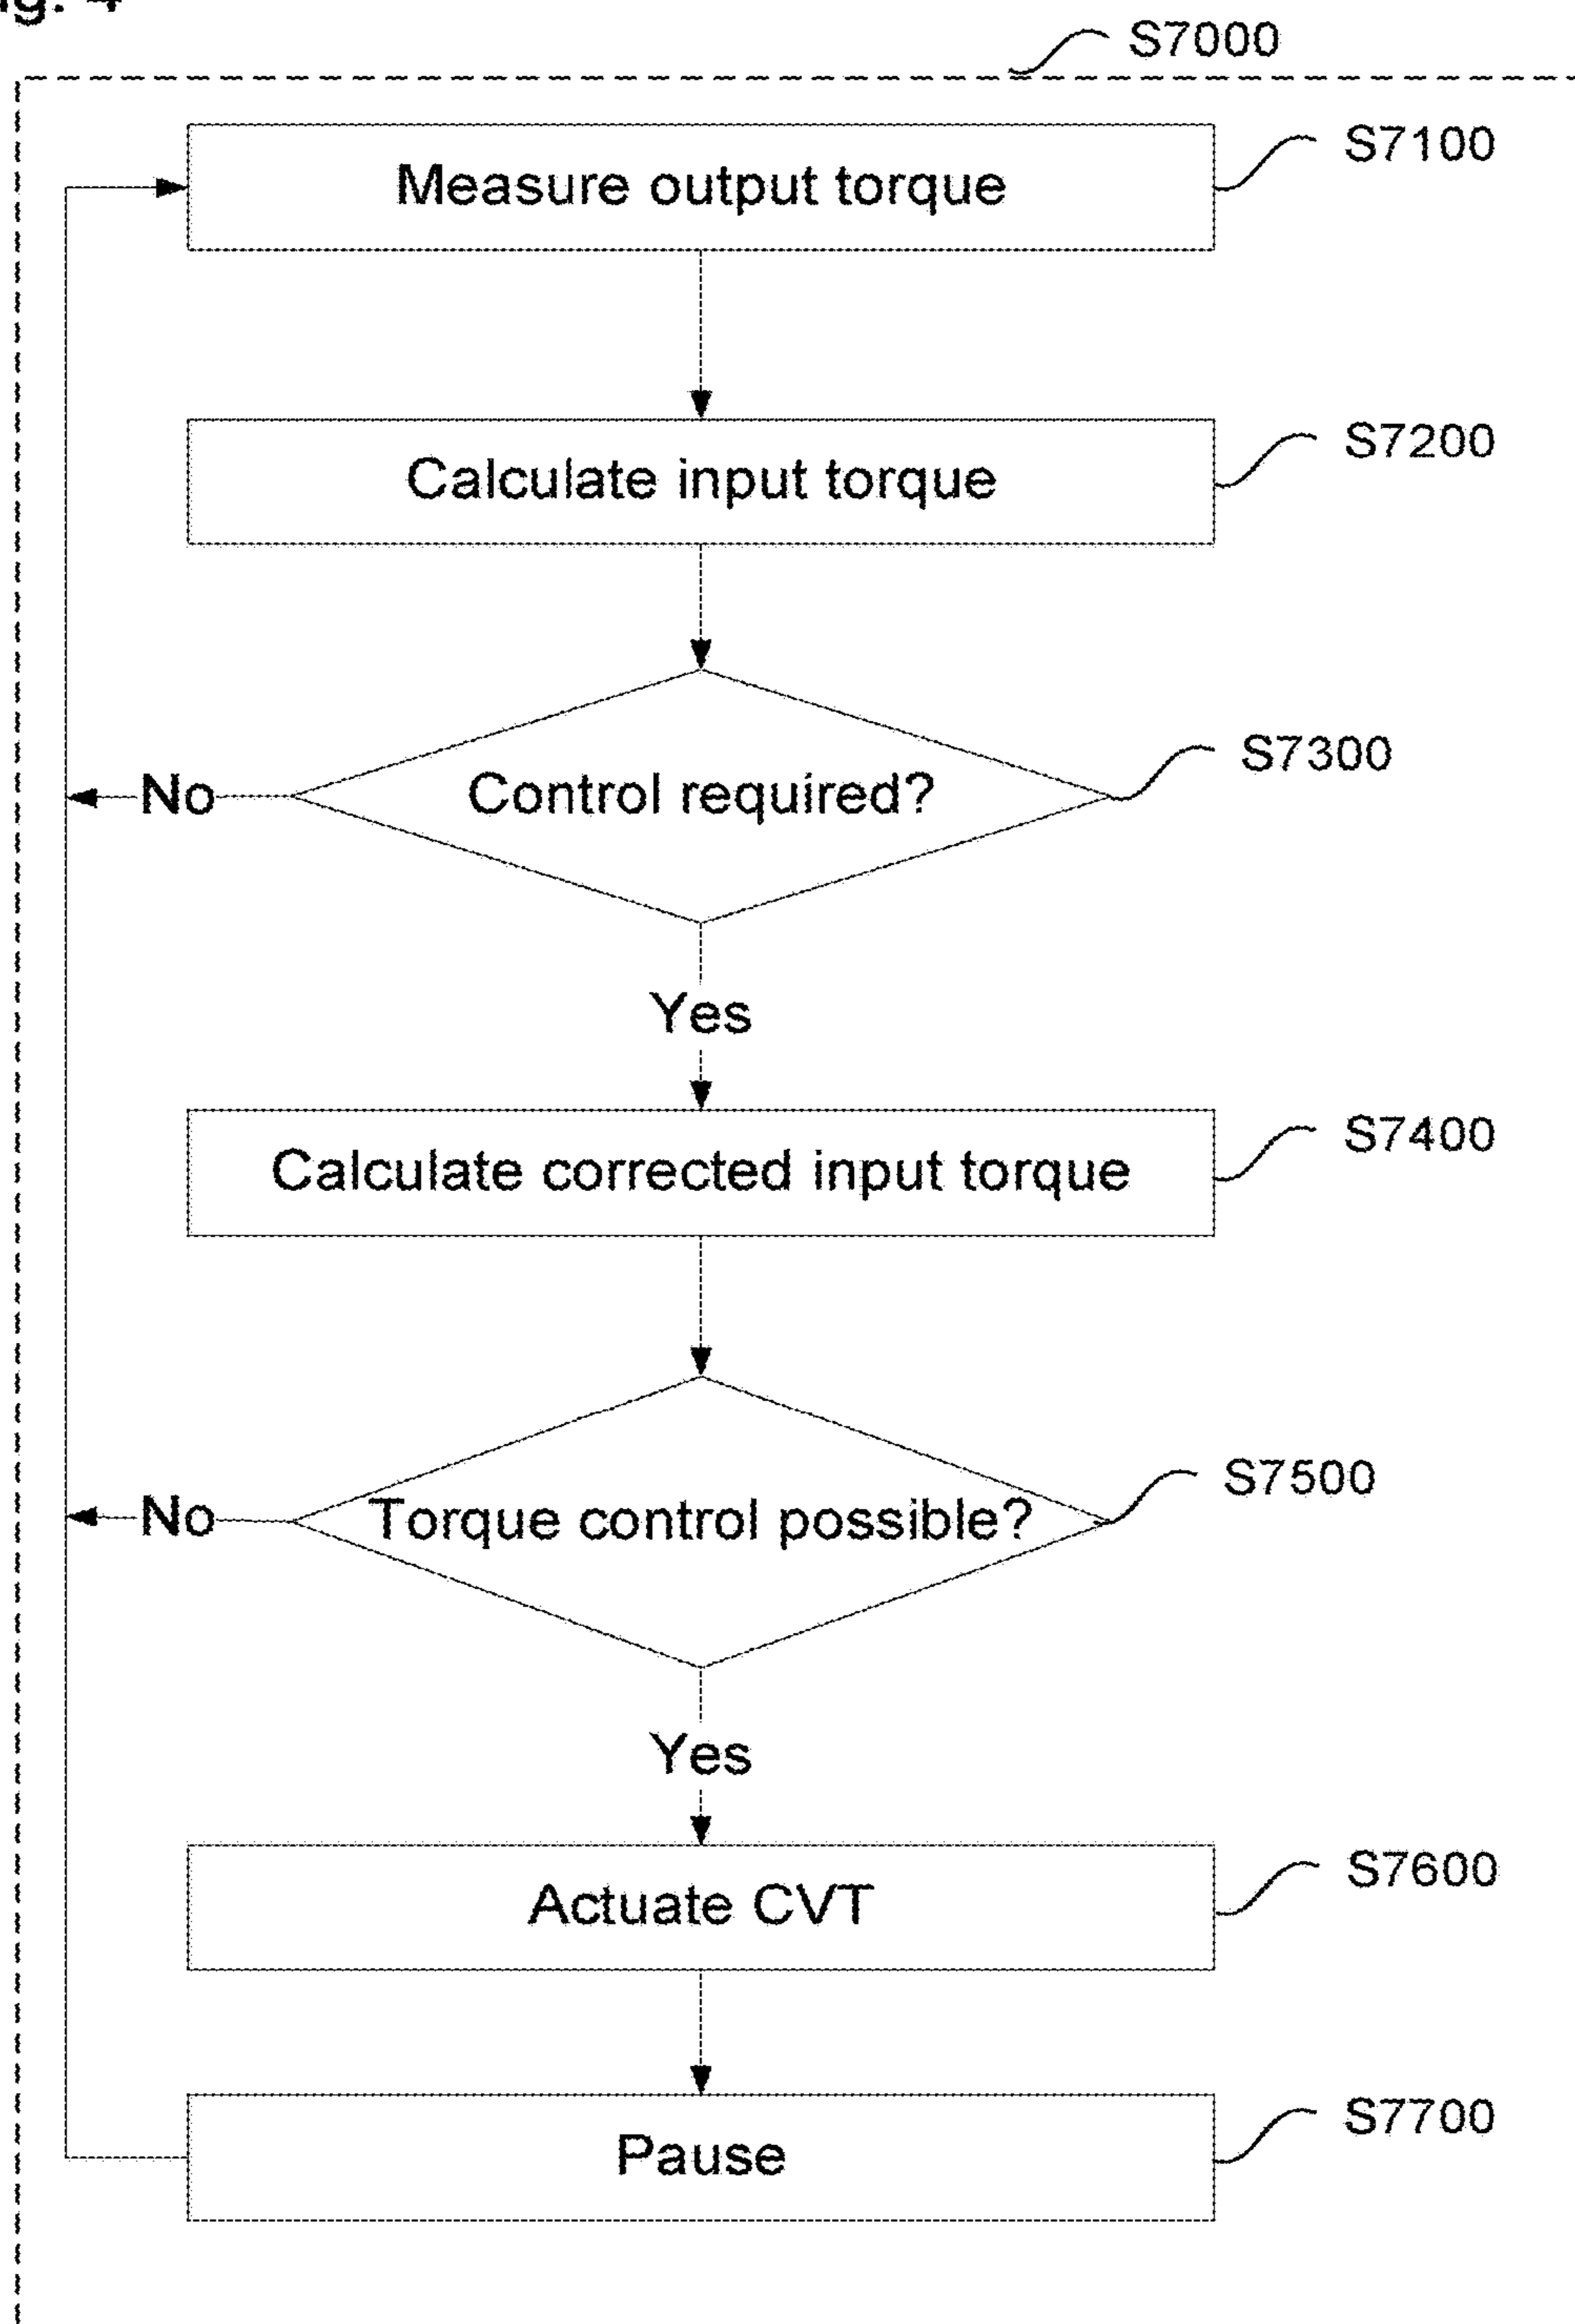 S7000
Measure output torque
S7100
Calculate input torque
S7200
Control required?
S7300
No
Yes
Calculate corrected input torque
S7400
Torque control possible?
S7500
No
Yes
Actuate CVT
S7600
Pause
S7700